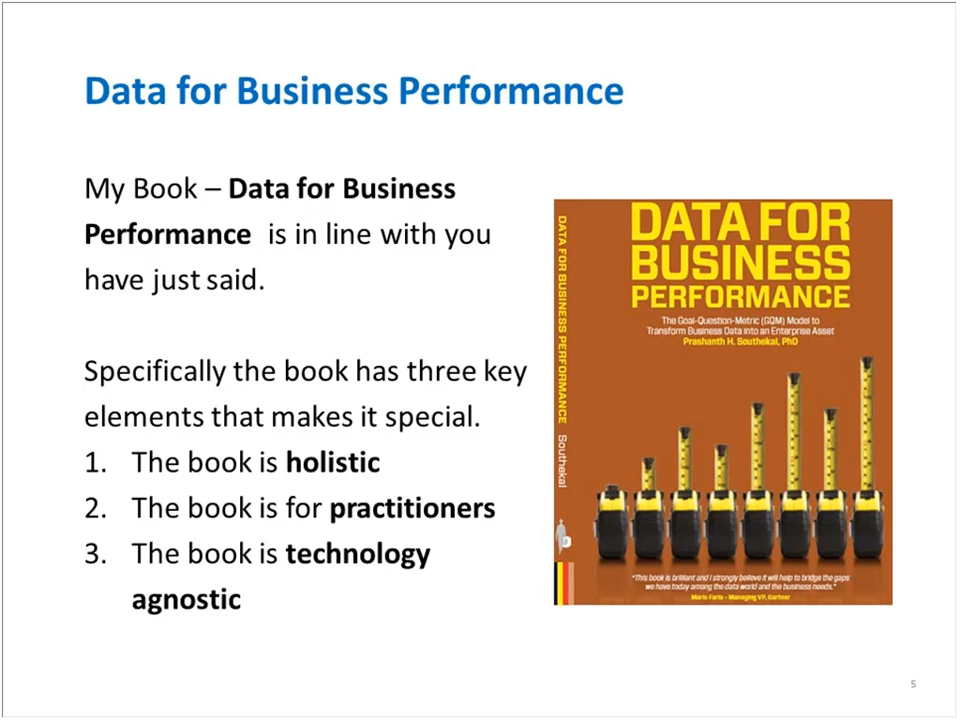 Data for Business Performance
My Book – Data for Business
Performance  is in line with you
have just said.
Specifically the book has three key
elements that makes it special.
1. The book is holistic
2. The book is for practitioners
3. The book is technology
agnostic
DATA FOR BUSINESS PERFORMANCE
Southekal
DATA FOR
BUSINESS
PERFORMANCE
The Goal-Question-Metric (GQM) Model to
Transform Business Data into an Enterprise Asset
Prashanth H. Southekal, PhD
"This book is brilliant and I strongly believe it will help to bridge the gaps
we have today among the data world and the business needs."
Mario Faria – Managing VP, Gartner
5